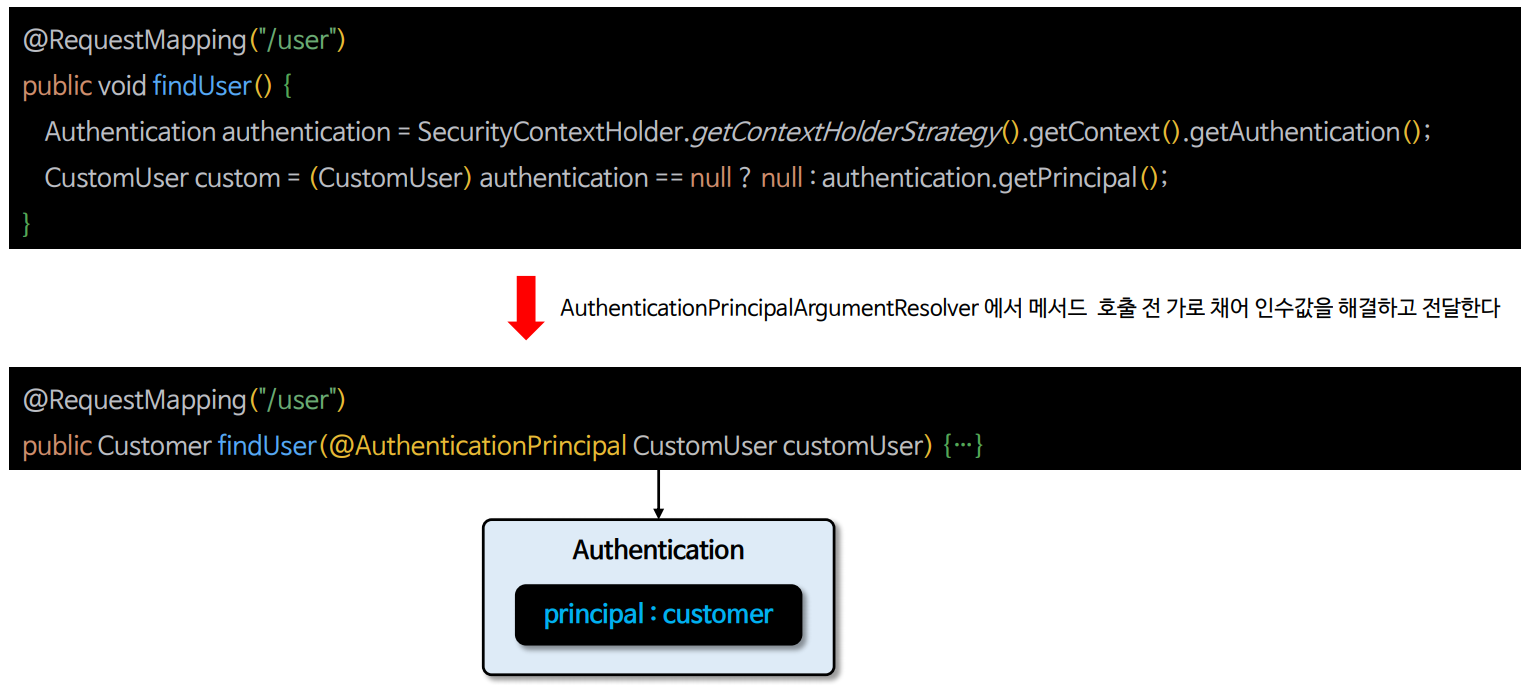 @RequestMapping("/user")
public void findUser() {
Authentication authentication = SecurityContextHolder.getContextHolderStrategy().getContext().getAuthentication();
CustomUser custom = (CustomUser) authentication == null ? null : authentication.getPrincipal();
}
AuthenticationPrincipalArgumentResolver 에서 메서드 호출 전 가로 채어 인수값을 해결하고 전달한다
@RequestMapping("/user")
public Customer findUser(@AuthenticationPrincipal CustomUser customUser) {…}
Authentication
principal : customer